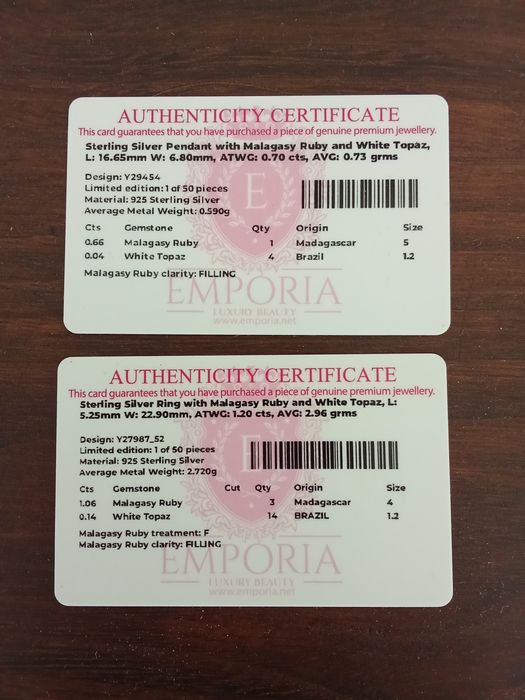 AUTHENTICITY CERTIFICATE
This card guarantees that you have purchased a piece of genuine premium jewellery.
Sterling Silver Pendant with Malagasy Ruby and White Topaz,
L: 16.65mm W: 6.80mm, ATWG: 0.70 cts, AVG: 0.73 grms
Design: Y29454
Limited edition: 1 of 50 pieces
Material: 925 Sterling Silver
Average Metal Weight: 0.590g
E
Cts Gemstone Qty Origin Size
0.66 Malagasy Ruby 1 Madagascar 5
0.04 White Topaz 4 Brazil 1.2
Malagasy Ruby clarity: FILLING
EMPORIA
LUXURY BEAUTY
www.emporia.net
AUTHENTICITY CERTIFICATE
This card guarantees that you have purchased a piece of genuine premium jewellery.
Sterling Silver Ring with Malagasy Ruby and White Topaz, L:
5.25mm W: 22.90mm, ATWG: 1.20 cts, AVG: 2.96 grms
Design: Y27987_52
Limited edition: 1 of 50 pieces
Material: 925 Sterling Silver
Average Metal Weight: 2.720g
E
Cts Gemstone Cut Qty Origin Size
1.06 Malagasy Ruby 3 Madagascar 4
0.14 White Topaz 14 BRAZIL 1.2
Malagasy Ruby treatment: F
Malagasy Ruby clarity: FILLING
EMPORIA
LUXURY BEAUTY
www.emporia.net